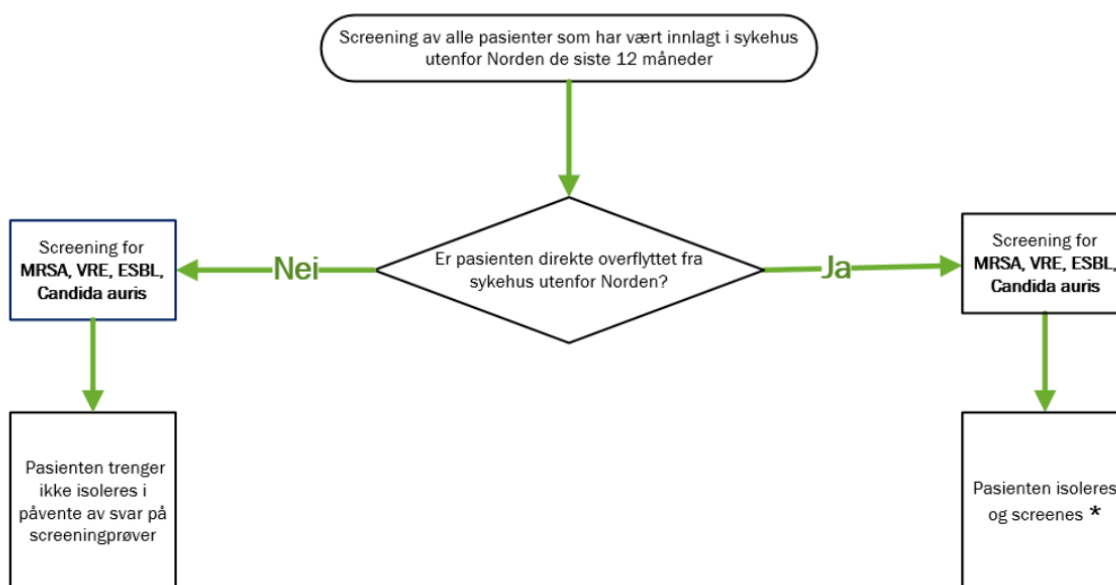 Screening av alle pasienter som har vært innlagt i sykehus
utenfor Norden de siste 12 måneder
Er pasienten direkte overflyttet fra
sykehus utenfor Norden?
Nei
Ja
Screening for
MRSA, VRE, ESBL,
Candida auris
Screening for
MRSA, VRE, ESBL,
Candida auris
Pasienten trenger
ikke isoleres i
påvente av svar på
screeningprøver
Pasienten isoleres
og screenes *